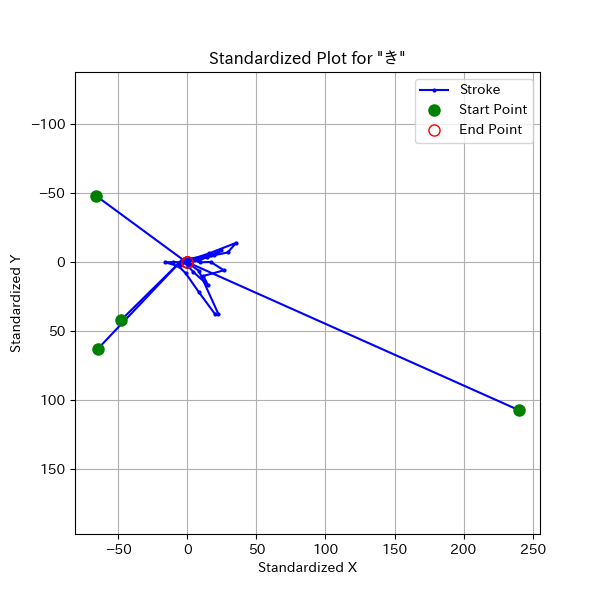 Standardized Plot for "き"
Stroke
Start Point
End Point
−100
−50
0
50
100
150
Standardized Y
−50 0 50 100 150 200 250
Standardized X